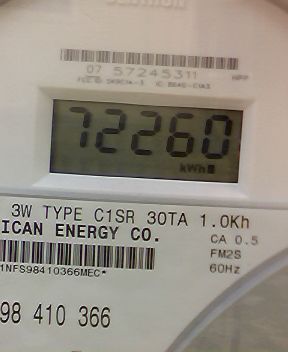 07 57245311
72260
kWh
3W TYPE C1SR 30TA 1.0Kh
ICAN ENERGY CO.
CA 0.5
FM2S
60Hz
1NFS98410366MEC*
98 410 366